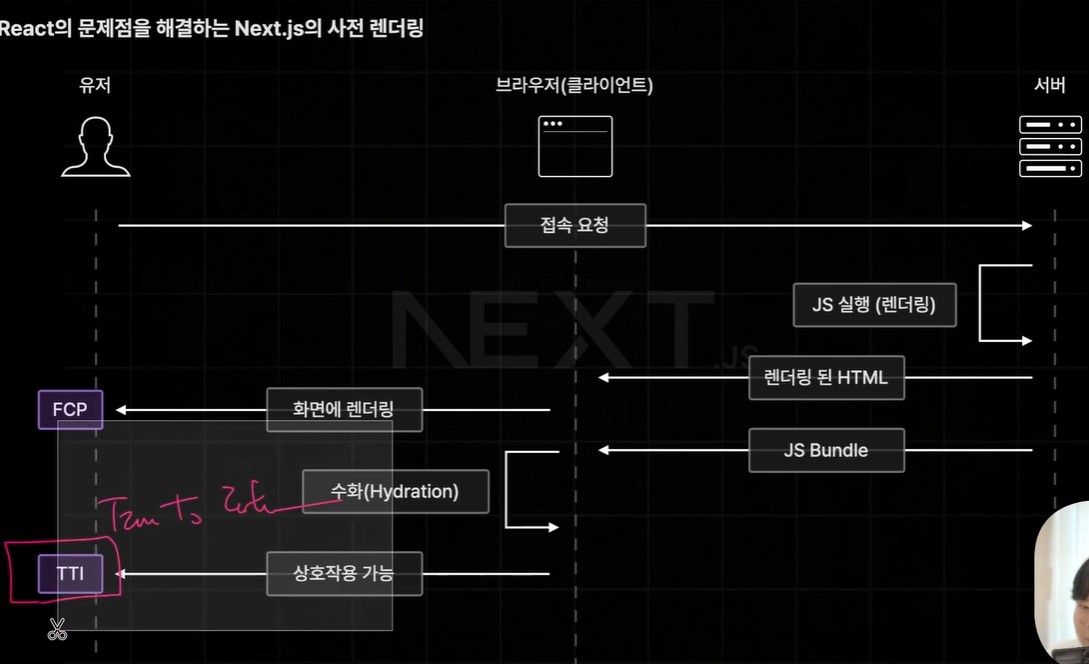 React의 문제점을 해결하는 Next.js의 사전 렌더링
유저
브라우저(클라이언트)
서버
접속 요청
JS 실행 (렌더링)
NEXT
.JS
렌더링 된 HTML
FCP
화면에 렌더링
JS Bundle
수화(Hydration)
TTI
상호작용 가능